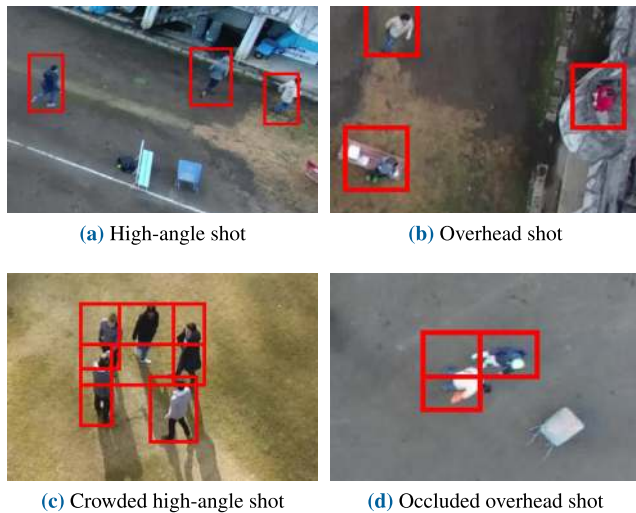 (a) High-angle shot
(b) Overhead shot
(c) Crowded high-angle shot
(d) Occluded overhead shot